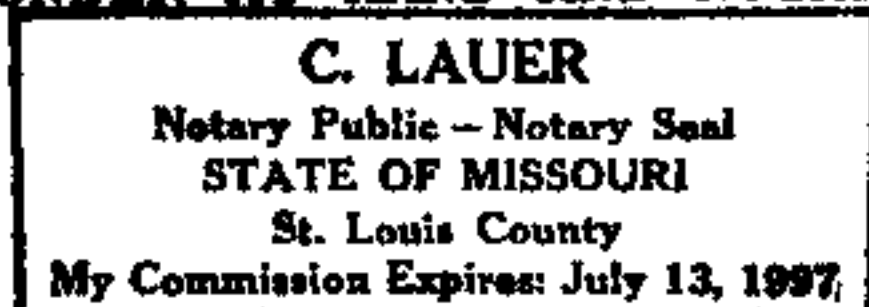 C. LAUER
Notary Public – Notary Seal
STATE OF MISSOURI
St. Louis County
My Commission Expires: July 13, 1997